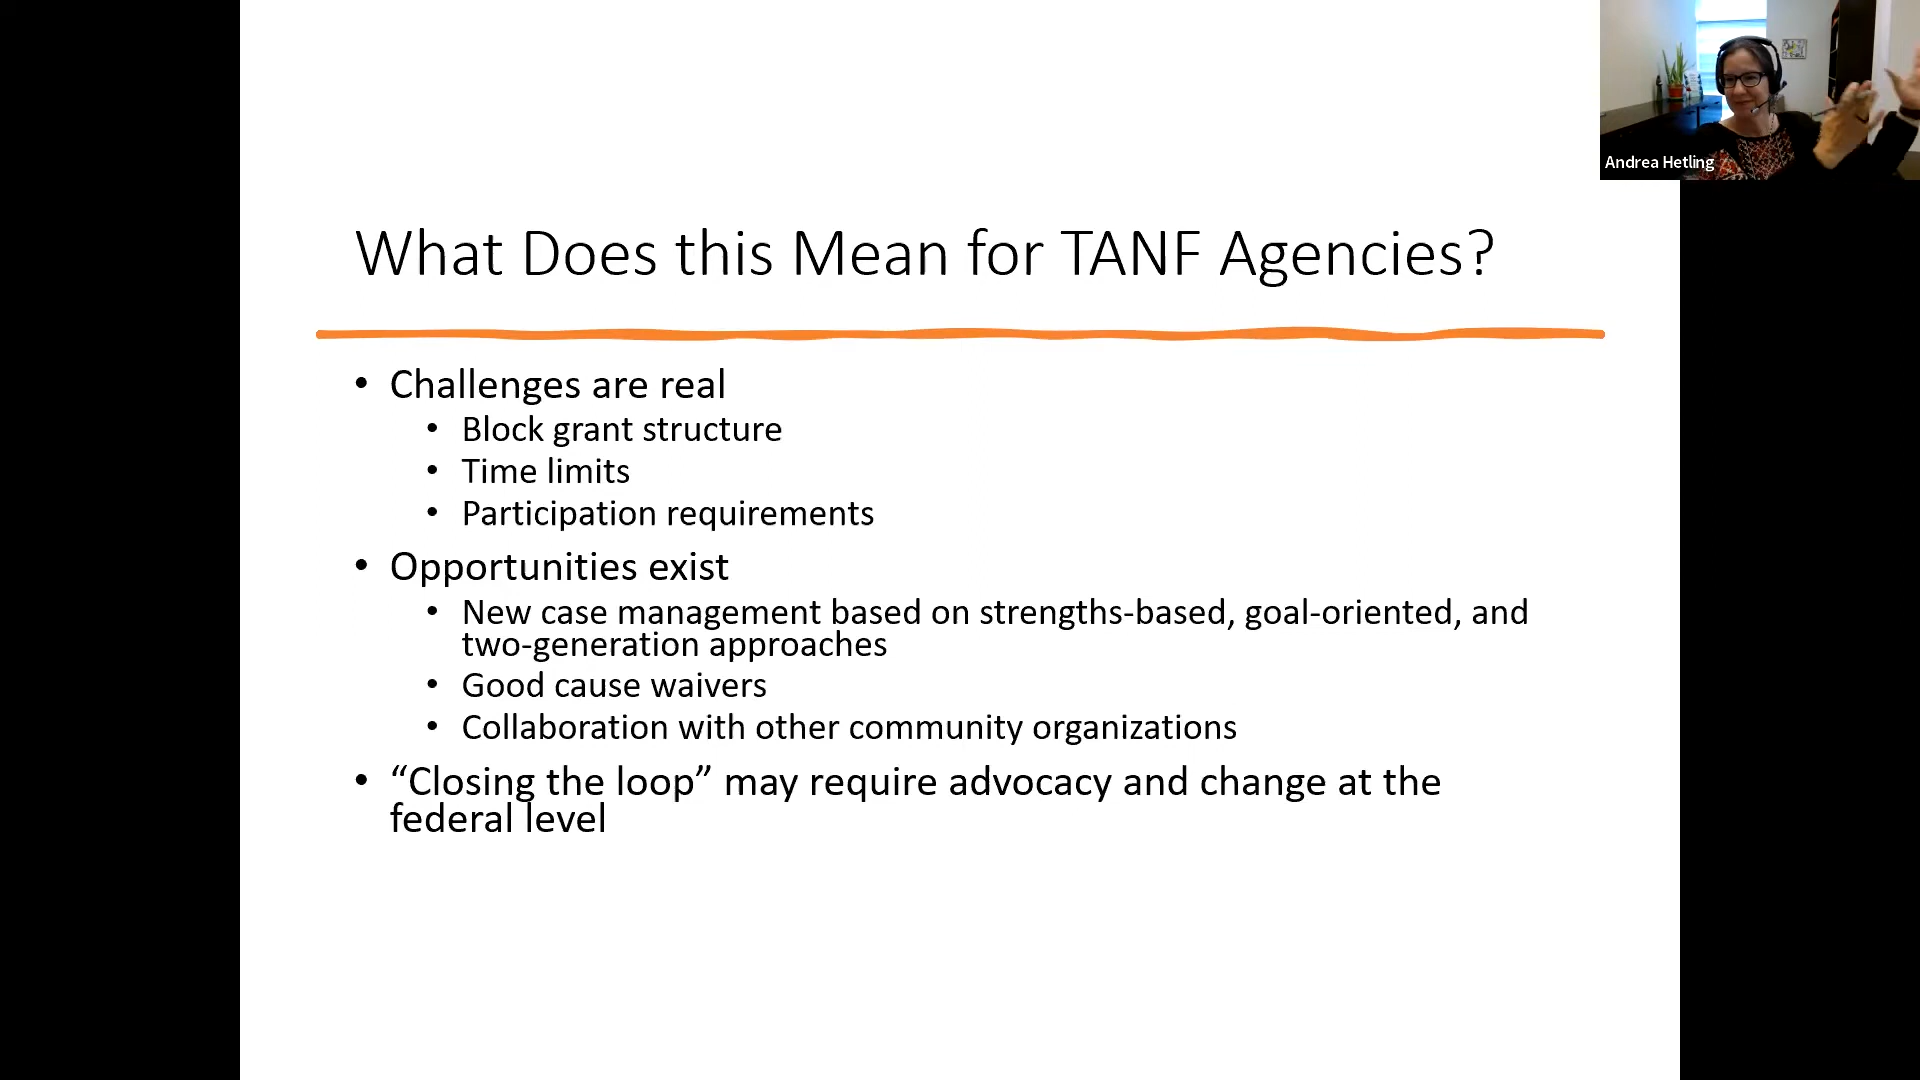 Andrea Hetling
What Does this Mean for TANF Agencies?
• Challenges are real
• Block grant structure
• Time limits
• Participation requirements
• Opportunities exist
• New case management based on strengths-based, goal-oriented, and
two-generation approaches
• Good cause waivers
• Collaboration with other community organizations
• “Closing the loop” may require advocacy and change at the
federal level